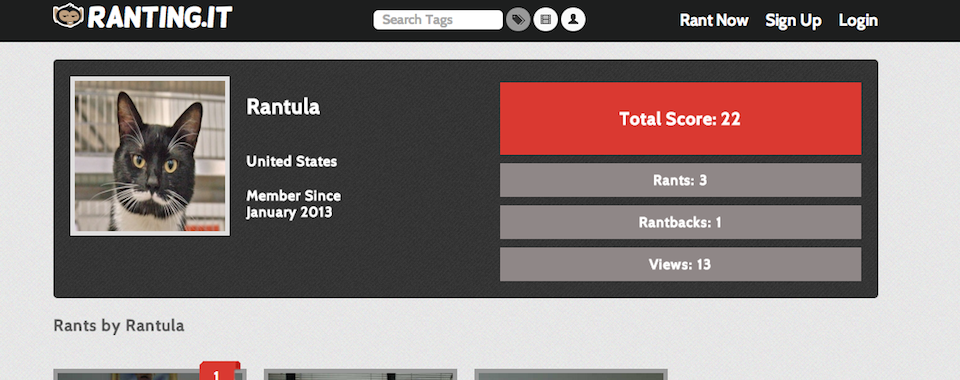 RANTING.IT
Search Tags
Rant Now Sign Up Login
Rantula
United States
Member Since
January 2013
Total Score: 22
Rants: 3
Rantbacks: 1
Views: 13
Rants by Rantula
1